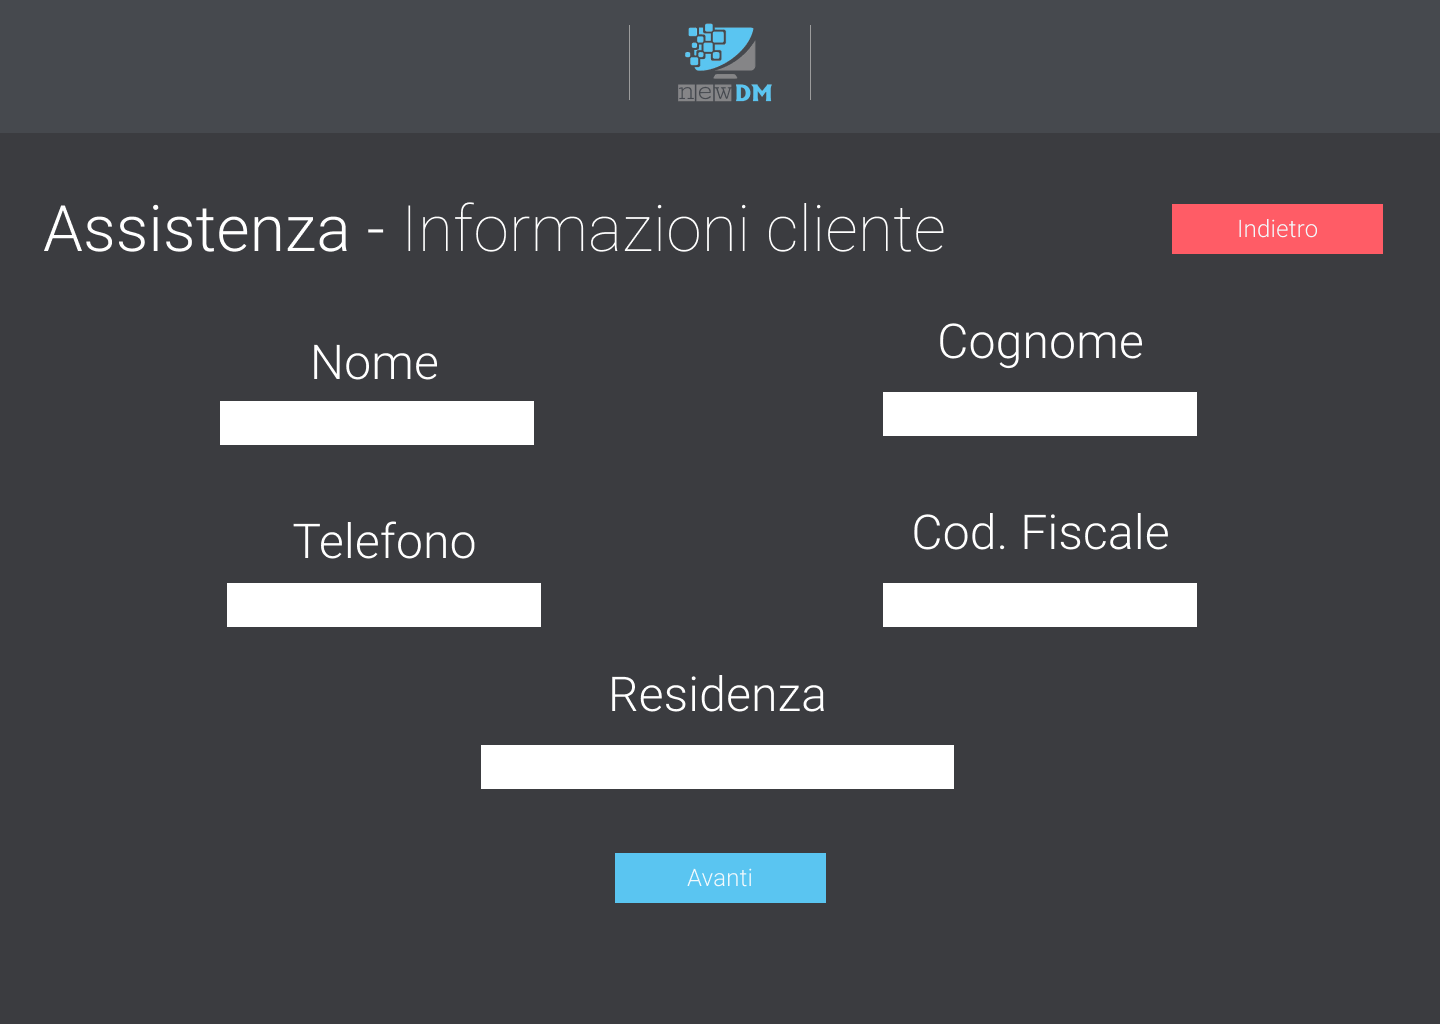 newDM
Assistenza - Informazioni cliente
Indietro
Nome
Cognome
Telefono
Cod. Fiscale
Residenza
Avanti